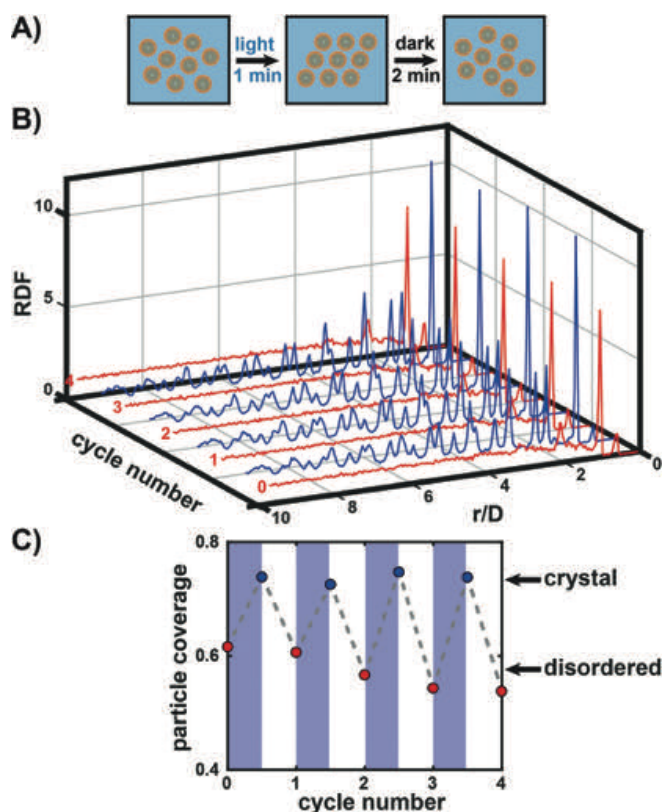 A)
light
1 min
dark
2 min
B)
RDF
10
5
0
4
3
2
1
0
cycle number
10
8
6
4
2
0
r/D
C)
particle coverage
0.8
0.6
0.4
0 1 2 3 4
cycle number
crystal
disordered